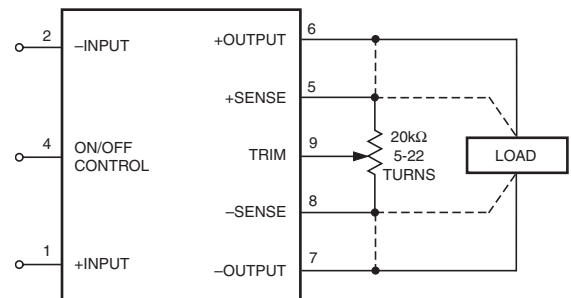 2
–INPUT
4
ON/OFF
CONTROL
1
+INPUT
+OUTPUT
6
+SENSE
5
TRIM
9
20kΩ
5-22
TURNS
–SENSE
8
–OUTPUT
7
LOAD